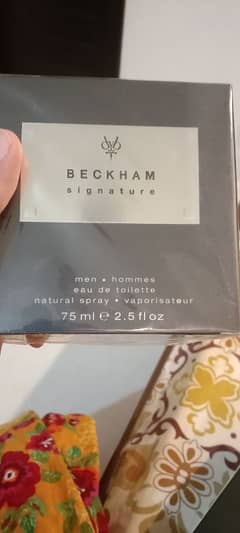 BECKHAM
signature
men • hommes
eau de toilette
natural spray • vaporisateur
75 ml e 2.5 fl oz